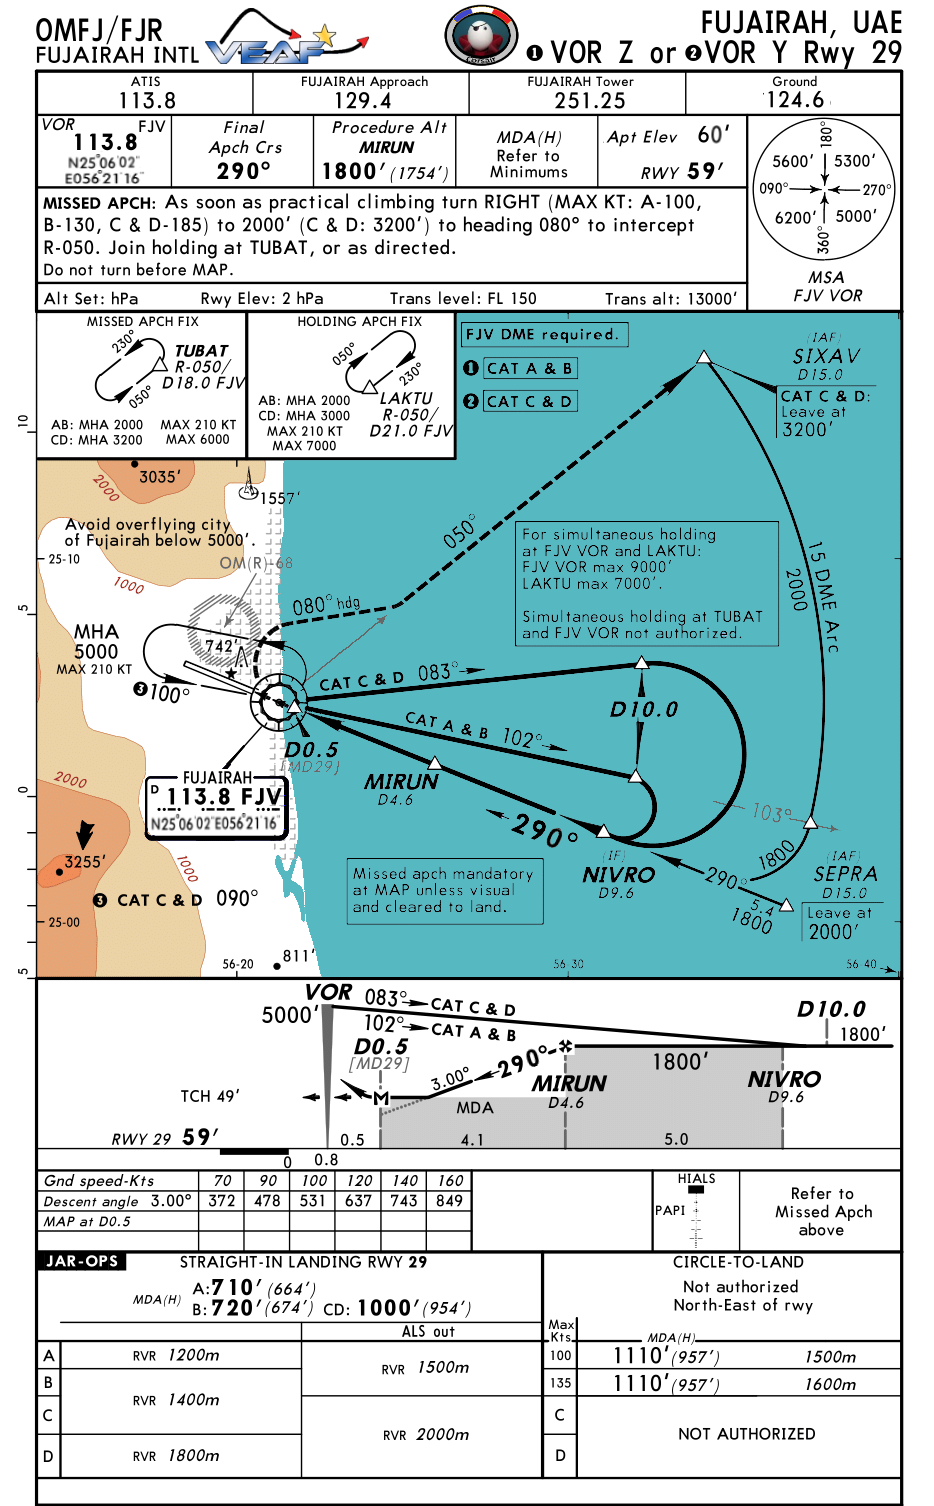 OMFJ/FJR
FUJAIRAH INTL
VEAF
Corsair
FUJAIRAH, UAE
❶ VOR Z or ❷ VOR Y Rwy 29
ATIS
113.8
FUJAIRAH Approach
129.4
FUJAIRAH Tower
251.25
Ground
124.6
VOR FJV
113.8
N25°06'02"
E056°21'16"
Final
Apch Crs
290°
Procedure Alt
MIRUN
1800' (1754')
MDA(H)
Refer to
Minimums
Apt Elev 60'
RWY 59'
180°
5600' 5300'
090° 270°
6200' 5000'
360°
MSA
FJV VOR
MISSED APCH: As soon as practical climbing turn RIGHT (MAX KT: A-100,
B-130, C & D-185) to 2000' (C & D: 3200') to heading 080° to intercept
R-050. Join holding at TUBAT, or as directed.
Do not turn before MAP.
Alt Set: hPa Rwy Elev: 2 hPa Trans level: FL 150 Trans alt: 13000'
MISSED APCH FIX
230°
050°
TUBAT
R-050/
D18.0 FJV
AB: MHA 2000 MAX 210 KT
CD: MHA 3200 MAX 6000
HOLDING APCH FIX
050°
230°
LAKTU
R-050/
D21.0 FJV
AB: MHA 2000
CD: MHA 3000
MAX 210 KT
MAX 7000
FJV DME required.
❶ CAT A & B
❷ CAT C & D
(IAF)
SIXAV
D15.0
CAT C & D:
Leave at
3200'
10
3035'
2000
1557'
Avoid overflying city
of Fujairah below 5000'.
25-10
OM(R)-68
1000
050°
For simultaneous holding
at FJV VOR and LAKTU:
FJV VOR max 9000'
LAKTU max 7000'.
Simultaneous holding at TUBAT
and FJV VOR not authorized.
15 DME Arc
2000
5
080° hdg
MHA
5000
MAX 210 KT
742'
❸ 100°
CAT C & D 083°
D10.0
CAT A & B 102°
D0.5
[MD29]
MIRUN
D4.6
FUJAIRAH
D 113.8 FJV
N25°06'02"E056°21'16"
2000
0
290°
103°
(IF)
NIVRO
D9.6
1800
290°
(IAF)
SEPRA
D15.0
Leave at
2000'
5.4
1800
3255'
1000
❸ CAT C & D 090°
Missed apch mandatory
at MAP unless visual
and cleared to land.
25-00
5
811'
56-20
56-30
56-40
VOR
5000'
083° CAT C & D
102° CAT A & B
D0.5
[MD29]
290°
D10.0
1800'
1800'
3.00°
MIRUN
D4.6
NIVRO
D9.6
TCH 49'
M
MDA
RWY 29 59'
0.5 4.1 5.0
0 0.8
Gnd speed-Kts 70 90 100 120 140 160
Descent angle 3.00° 372 478 531 637 743 849
MAP at D0.5
HIALS
PAPI
Refer to
Missed Apch
above
JAR-OPS
STRAIGHT-IN LANDING RWY 29
MDA(H)
A: 710' (664')
B: 720' (674') CD: 1000' (954')
ALS out
A RVR 1200m
RVR 1500m
B
RVR 1400m
C
RVR 2000m
D RVR 1800m
CIRCLE-TO-LAND
Not authorized
North-East of rwy
Max
Kts. MDA(H)
100 1110' (957') 1500m
135 1110' (957') 1600m
C
NOT AUTHORIZED
D